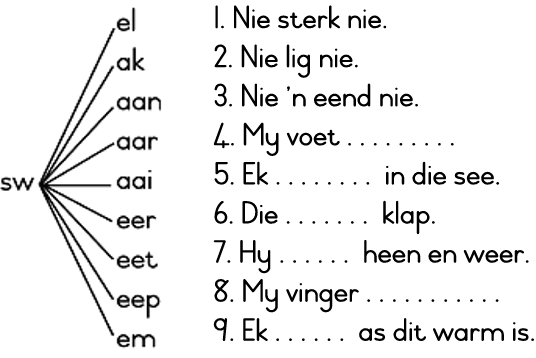 sw
el
ak
aan
aar
aai
eer
eet
eep
em
1. Nie sterk nie.
2. Nie lig nie.
3. Nie 'n eend nie.
4. My voet . . . . . . . . .
5. Ek . . . . . . . . in die see.
6. Die . . . . . . . klap.
7. Hy . . . . . . heen en weer.
8. My vinger . . . . . . . . . . .
9. Ek . . . . . . as dit warm is.